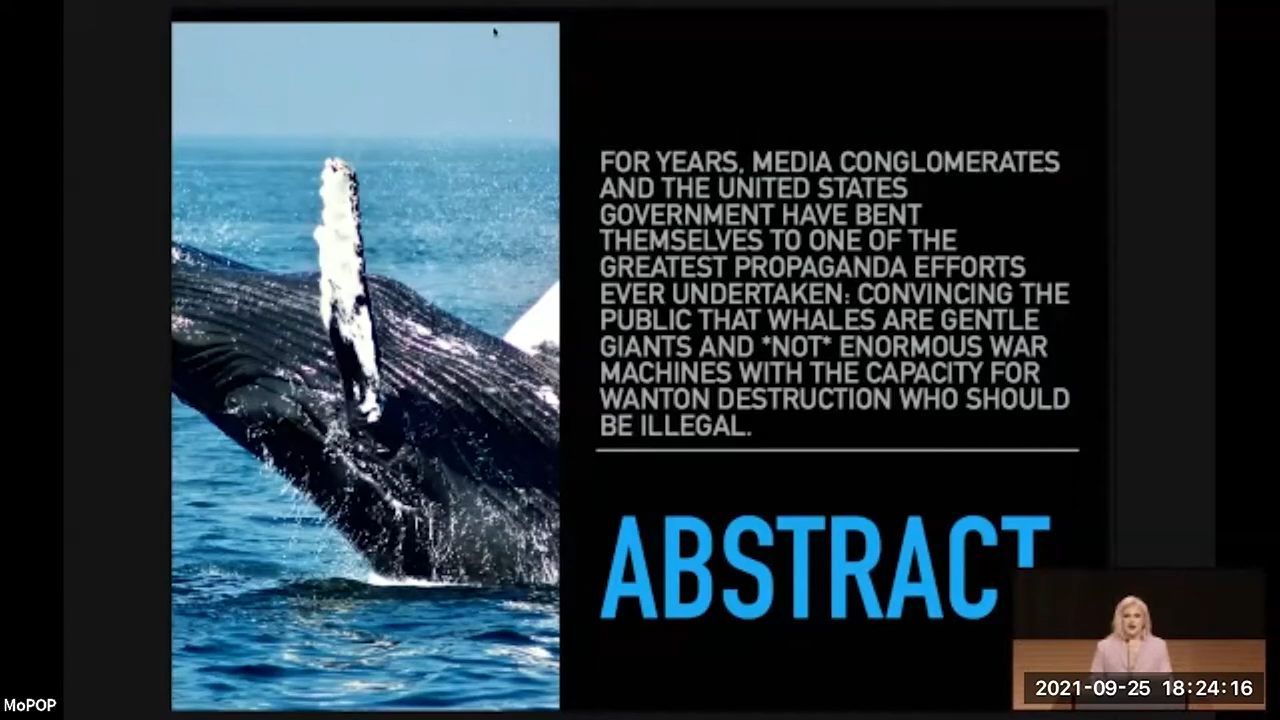 FOR YEARS, MEDIA CONGLOMERATES
AND THE UNITED STATES
GOVERNMENT HAVE BENT
THEMSELVES TO ONE OF THE
GREATEST PROPAGANDA EFFORTS
EVER UNDERTAKEN: CONVINCING THE
PUBLIC THAT WHALES ARE GENTLE
GIANTS AND *NOT* ENORMOUS WAR
MACHINES WITH THE CAPACITY FOR
WANTON DESTRUCTION WHO SHOULD
BE ILLEGAL.
ABSTRACT
2021-09-25 18:24:16
MoPOP